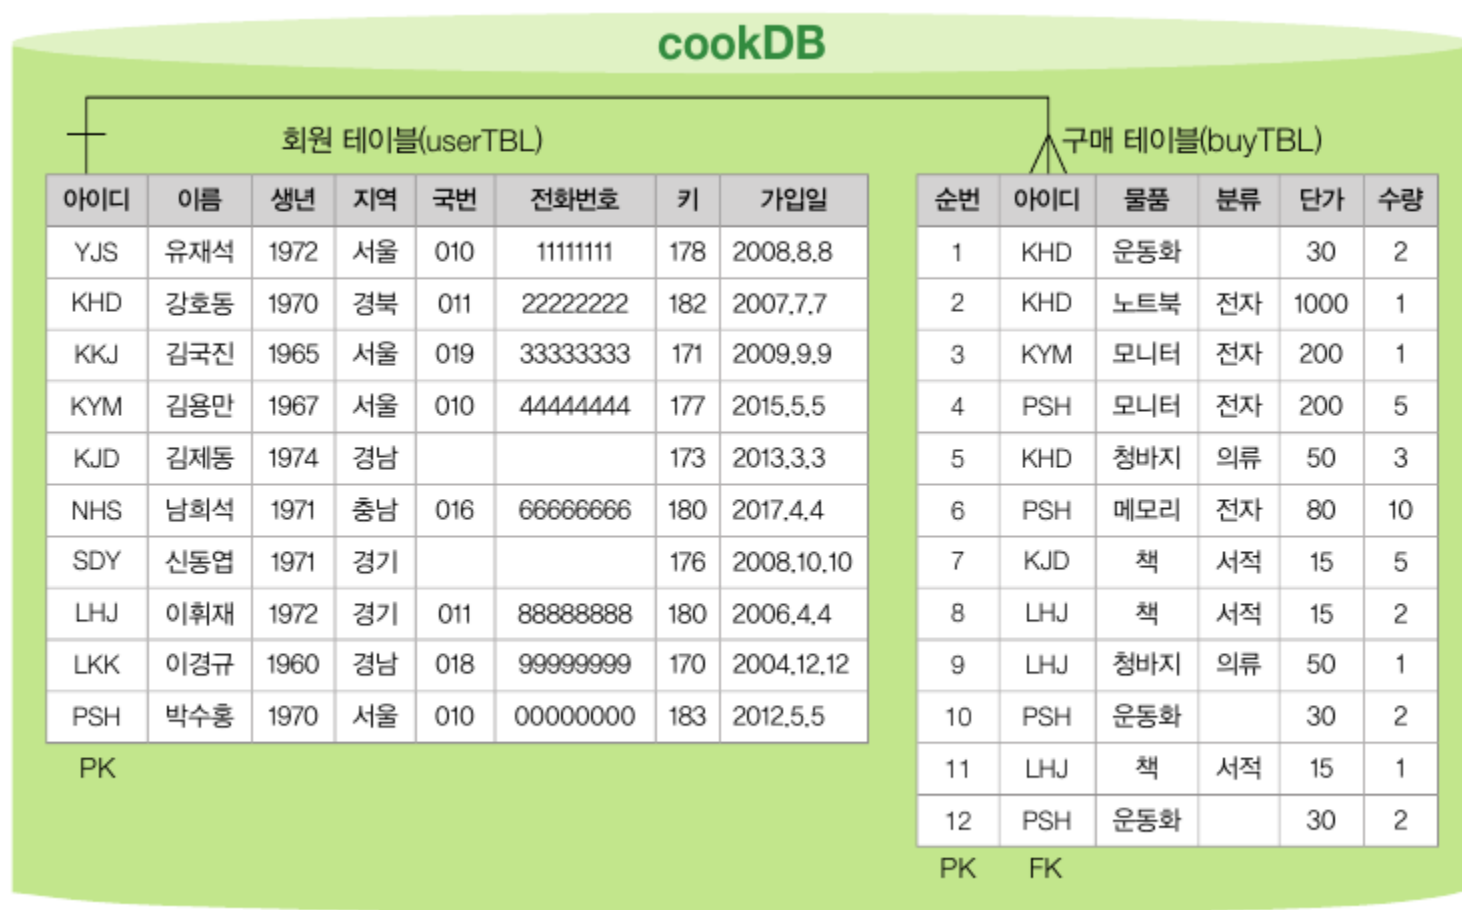 cookDB
회원 테이블(userTBL)
아이디 이름 생년 지역 국번 전화번호 키 가입일
YJS 유재석 1972 서울 010 11111111 178 2008.8.8
KHD 강호동 1970 경북 011 22222222 182 2007.7.7
KKJ 김국진 1965 서울 019 33333333 171 2009.9.9
KYM 김용만 1967 서울 010 44444444 177 2015.5.5
KJD 김제동 1974 경남 173 2013.3.3
NHS 남희석 1971 충남 016 66666666 180 2017.4.4
SDY 신동엽 1971 경기 176 2008.10.10
LHJ 이휘재 1972 경기 011 88888888 180 2006.4.4
LKK 이경규 1960 경남 018 99999999 170 2004.12.12
PSH 박수홍 1970 서울 010 00000000 183 2012.5.5
PK
구매 테이블(buyTBL)
순번 아이디 물품 분류 단가 수량
1 KHD 운동화 30 2
2 KHD 노트북 전자 1000 1
3 KYM 모니터 전자 200 1
4 PSH 모니터 전자 200 5
5 KHD 청바지 의류 50 3
6 PSH 메모리 전자 80 10
7 KJD 책 서적 15 5
8 LHJ 책 서적 15 2
9 LHJ 청바지 의류 50 1
10 PSH 운동화 30 2
11 LHJ 책 서적 15 1
12 PSH 운동화 30 2
PK FK